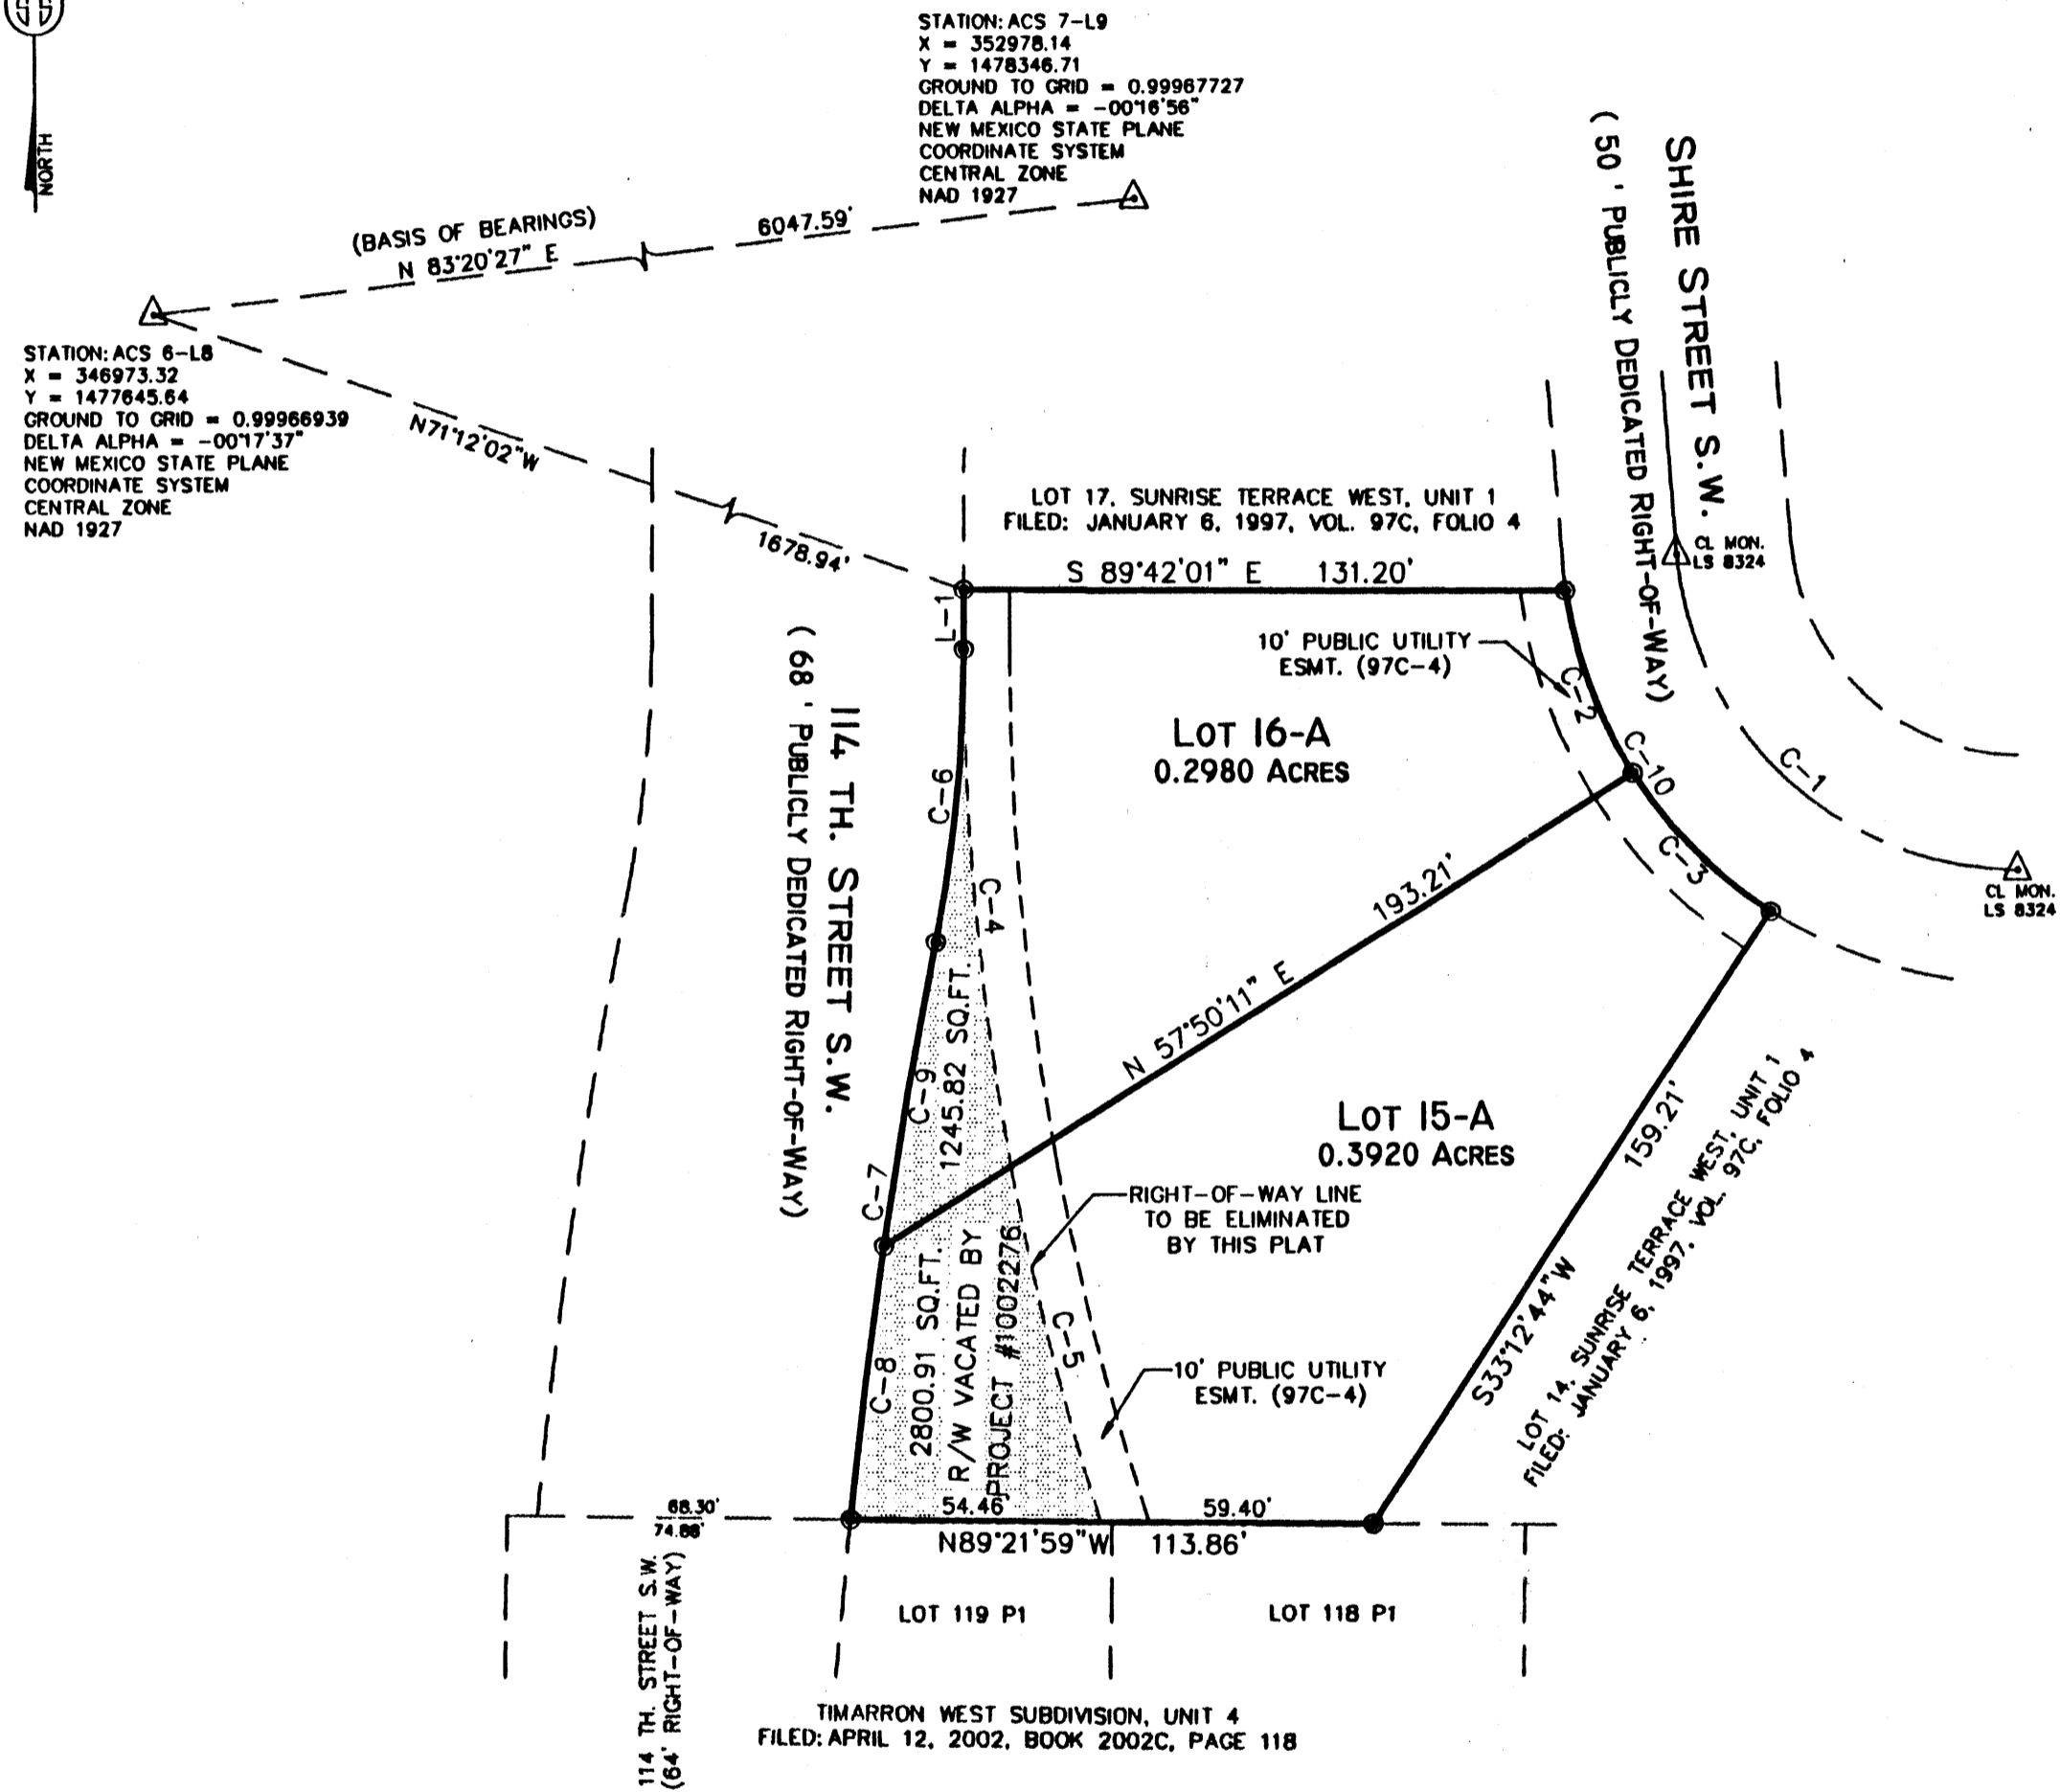 NORTH
STATION: ACS 7-L9
X = 352978.14
Y = 1478346.71
GROUND TO GRID = 0.99967727
DELTA ALPHA = -00°16'56"
NEW MEXICO STATE PLANE
COORDINATE SYSTEM
CENTRAL ZONE
NAD 1927
(BASIS OF BEARINGS)
N 83°20'27" E
6047.59'
STATION: ACS 6-L8
X = 346973.32
Y = 1477645.64
GROUND TO GRID = 0.99966939
DELTA ALPHA = -00°17'37"
NEW MEXICO STATE PLANE
COORDINATE SYSTEM
CENTRAL ZONE
NAD 1927
N71°12'02"W
1678.94'
SHIRE STREET S.W.
( 50 ' PUBLICLY DEDICATED RIGHT-OF-WAY)
CL MON.
LS 8324
LOT 17, SUNRISE TERRACE WEST, UNIT 1
FILED: JANUARY 6, 1997, VOL. 97C, FOLIO 4
S 89°42'01" E 131.20'
L-1
10' PUBLIC UTILITY
ESMT. (97C-4)
C-2
C-10
C-1
C-3
CL MON.
LS 8324
LOT 16-A
0.2980 ACRES
114 TH. STREET S.W.
( 68 ' PUBLICLY DEDICATED RIGHT-OF-WAY)
C-6
C-4
193.21'
N 57°50'11" E
C-9
1245.82 SQ.FT.
C-7
LOT 15-A
0.3920 ACRES
RIGHT-OF-WAY LINE
TO BE ELIMINATED
BY THIS PLAT
159.21'
S33°12'44"W
LOT 14, SUNRISE TERRACE WEST, UNIT 1
FILED: JANUARY 6, 1997, VOL. 97C, FOLIO 4
C-8
2800.91 SQ.FT.
R/W VACATED BY
PROJECT #1002276
C-5
10' PUBLIC UTILITY
ESMT. (97C-4)
68.30'
74.86'
54.46'
59.40'
N89°21'59"W 113.86'
114 TH. STREET S.W.
(64' RIGHT-OF-WAY)
LOT 119 P1
LOT 118 P1
TIMARRON WEST SUBDIVISION, UNIT 4
FILED: APRIL 12, 2002, BOOK 2002C, PAGE 118